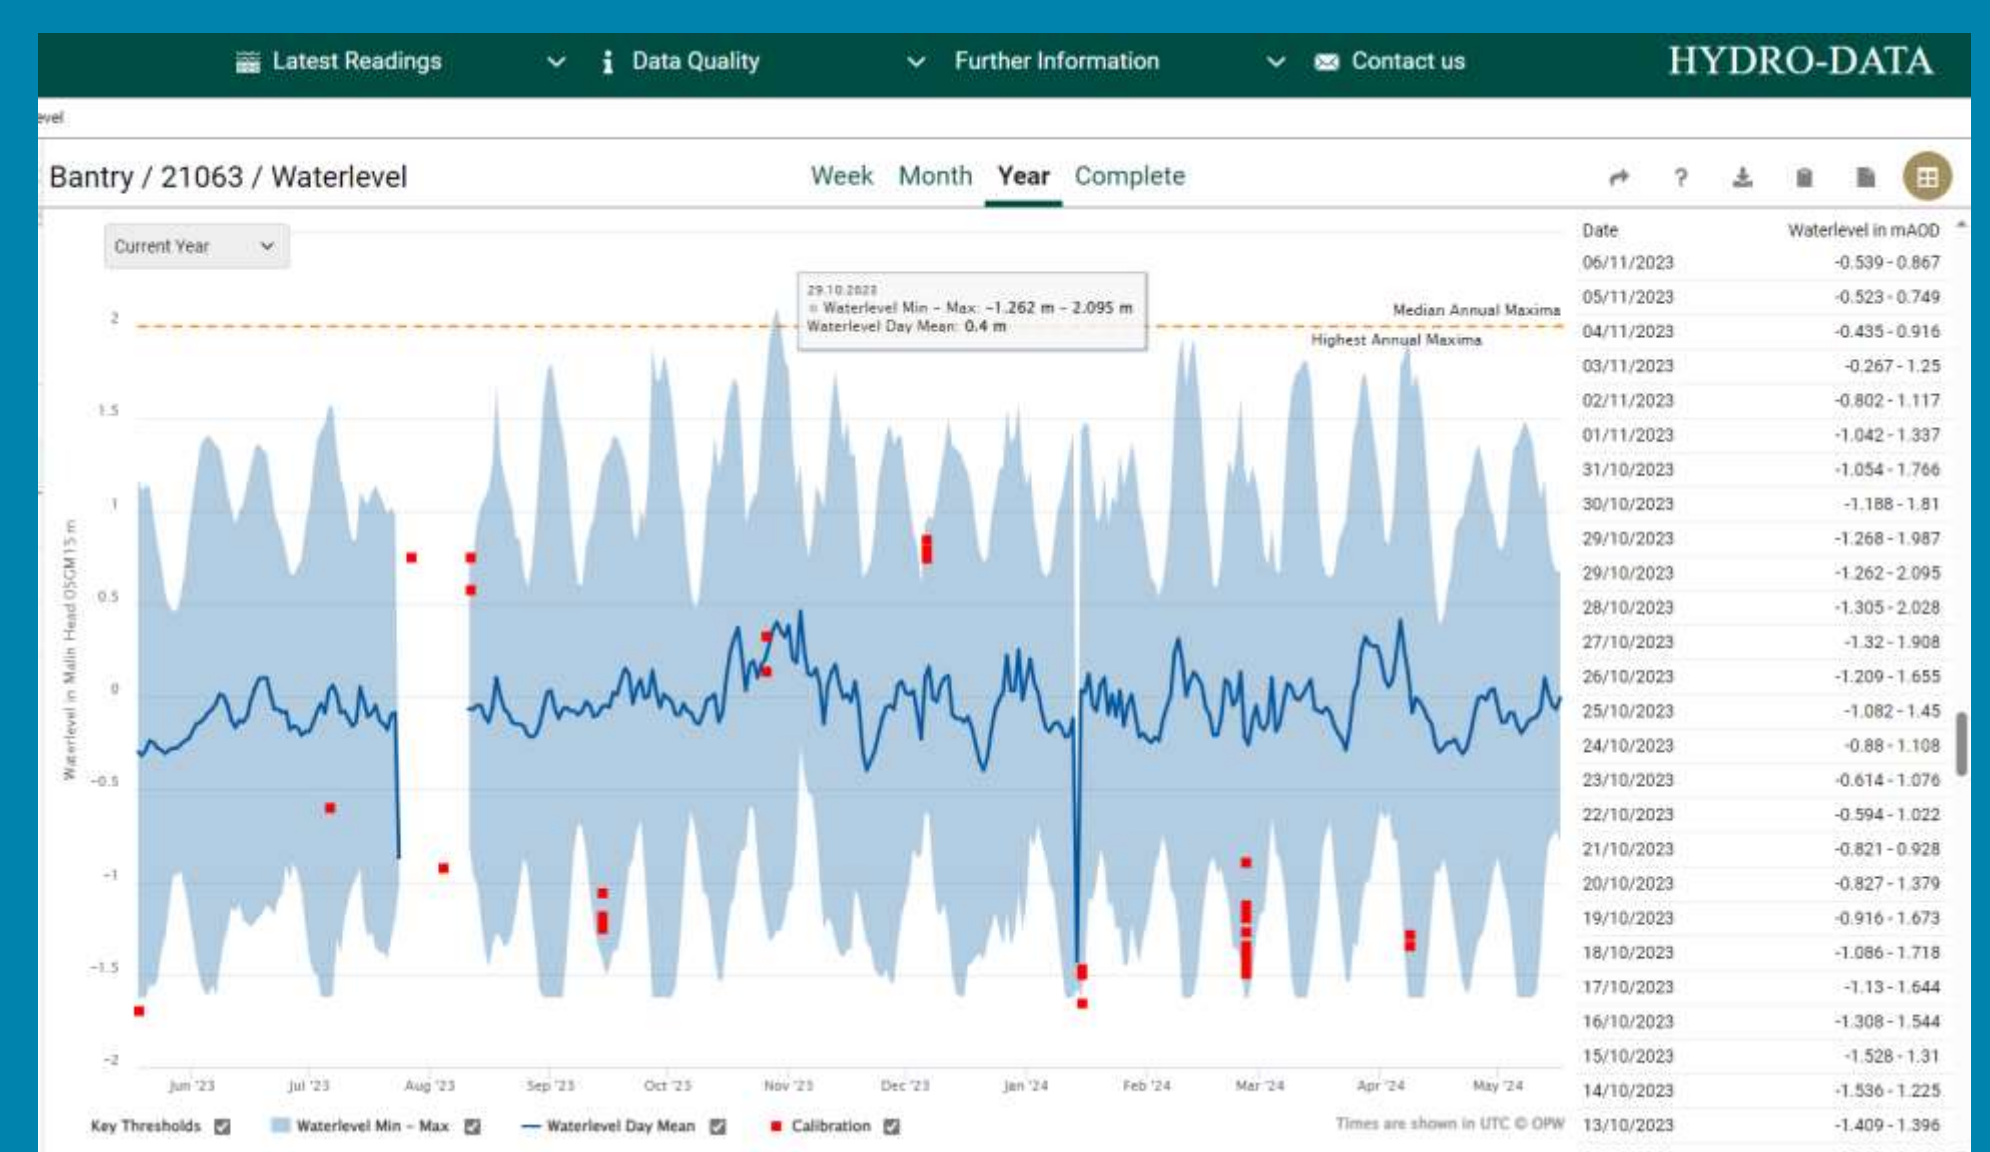 Latest Readings
Data Quality
Further Information
Contact us
HYDRO-DATA
evel
Bantry / 21063 / Waterlevel
Week Month Year Complete
?
Current Year
29.10.2023
Waterlevel Min – Max: −1.262 m – 2.095 m
Waterlevel Day Mean: 0.4 m
Median Annual Maxima
Highest Annual Maxima
Waterlevel in Malin Head OSGM15 m
2
1.5
1
0.5
0
−0.5
−1
−1.5
−2
Jun '23 Jul '23 Aug '23 Sep '23 Oct '23 Nov '23 Dec '23 Jan '24 Feb '24 Mar '24 Apr '24 May '24
Key Thresholds Waterlevel Min – Max Waterlevel Day Mean Calibration
Times are shown in UTC © OPW
Date Waterlevel in mAOD
06/11/2023 -0.539 - 0.867
05/11/2023 -0.523 - 0.749
04/11/2023 -0.435 - 0.916
03/11/2023 -0.267 - 1.25
02/11/2023 -0.802 - 1.117
01/11/2023 -1.042 - 1.337
31/10/2023 -1.054 - 1.766
30/10/2023 -1.188 - 1.81
29/10/2023 -1.268 - 1.987
29/10/2023 -1.262 - 2.095
28/10/2023 -1.305 - 2.028
27/10/2023 -1.32 - 1.908
26/10/2023 -1.209 - 1.655
25/10/2023 -1.082 - 1.45
24/10/2023 -0.88 - 1.108
23/10/2023 -0.614 - 1.076
22/10/2023 -0.594 - 1.022
21/10/2023 -0.821 - 0.928
20/10/2023 -0.827 - 1.379
19/10/2023 -0.916 - 1.673
18/10/2023 -1.086 - 1.718
17/10/2023 -1.13 - 1.644
16/10/2023 -1.308 - 1.544
15/10/2023 -1.528 - 1.31
14/10/2023 -1.536 - 1.225
13/10/2023 -1.409 - 1.396